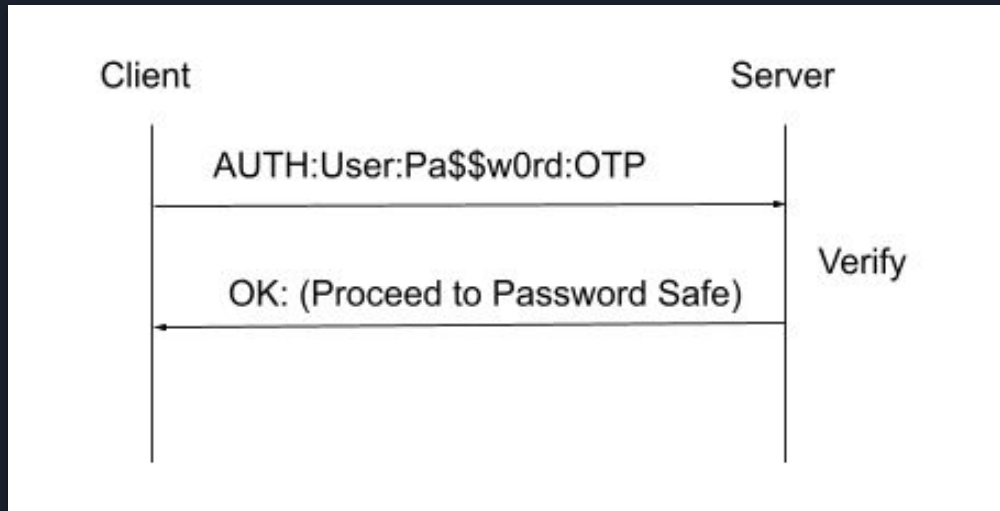 Client
Server
AUTH:User:Pa$$w0rd:OTP
Verify
OK: (Proceed to Password Safe)